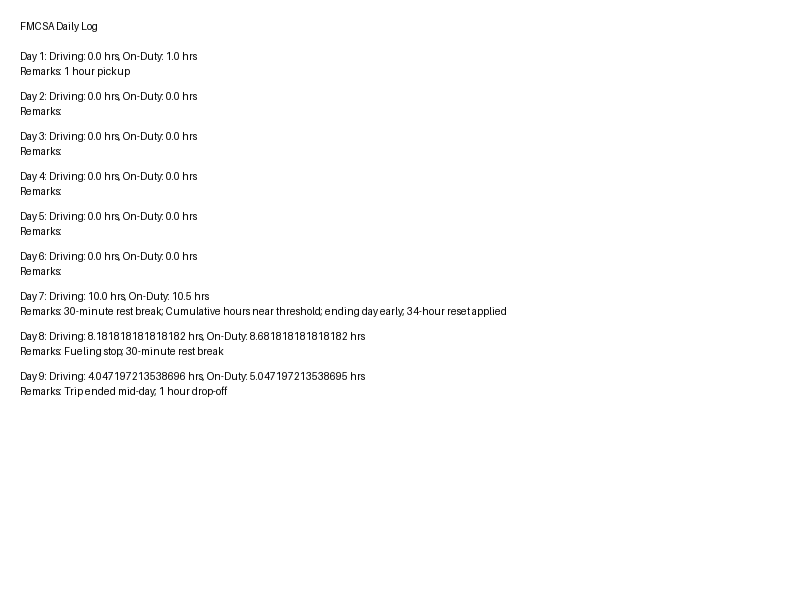 FMCSA Daily Log
Day 1: Driving: 0.0 hrs, On-Duty: 1.0 hrs
Remarks: 1 hour pickup
Day 2: Driving: 0.0 hrs, On-Duty: 0.0 hrs
Remarks:
Day 3: Driving: 0.0 hrs, On-Duty: 0.0 hrs
Remarks:
Day 4: Driving: 0.0 hrs, On-Duty: 0.0 hrs
Remarks:
Day 5: Driving: 0.0 hrs, On-Duty: 0.0 hrs
Remarks:
Day 6: Driving: 0.0 hrs, On-Duty: 0.0 hrs
Remarks:
Day 7: Driving: 10.0 hrs, On-Duty: 10.5 hrs
Remarks: 30-minute rest break; Cumulative hours near threshold; ending day early; 34-hour reset applied
Day 8: Driving: 8.181818181818182 hrs, On-Duty: 8.681818181818182 hrs
Remarks: Fueling stop; 30-minute rest break
Day 9: Driving: 4.047197213538696 hrs, On-Duty: 5.047197213538695 hrs
Remarks: Trip ended mid-day; 1 hour drop-off